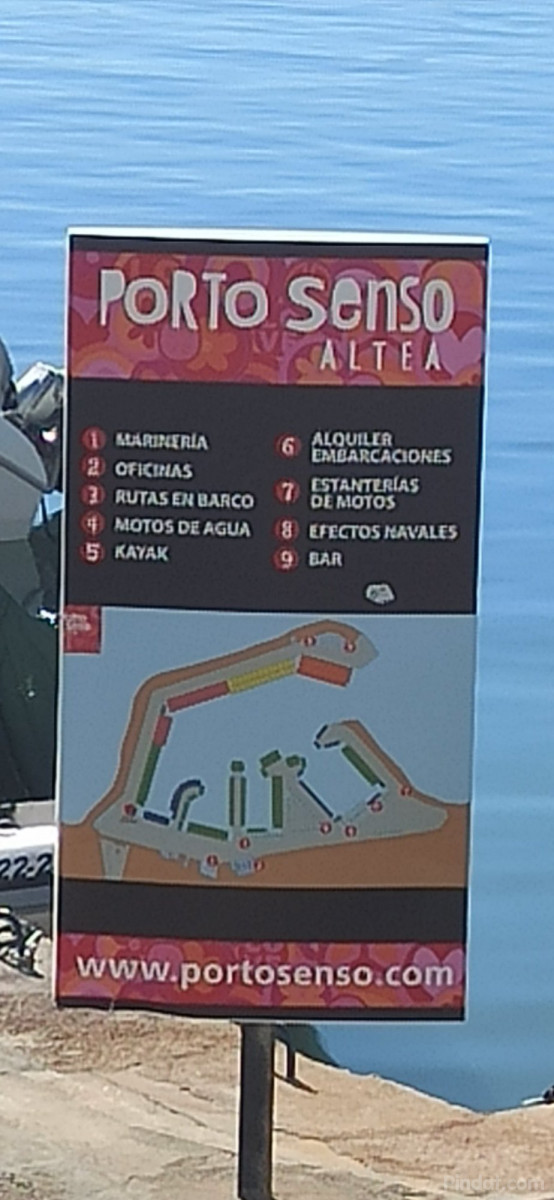 PORTO SENSO
ALTEA
1 MARINERÍA
2 OFICINAS
3 RUTAS EN BARCO
4 MOTOS DE AGUA
5 KAYAK
6 ALQUILER
EMBARCACIONES
7 ESTANTERÍAS
DE MOTOS
8 EFECTOS NAVALES
9 BAR
www.portosenso.com